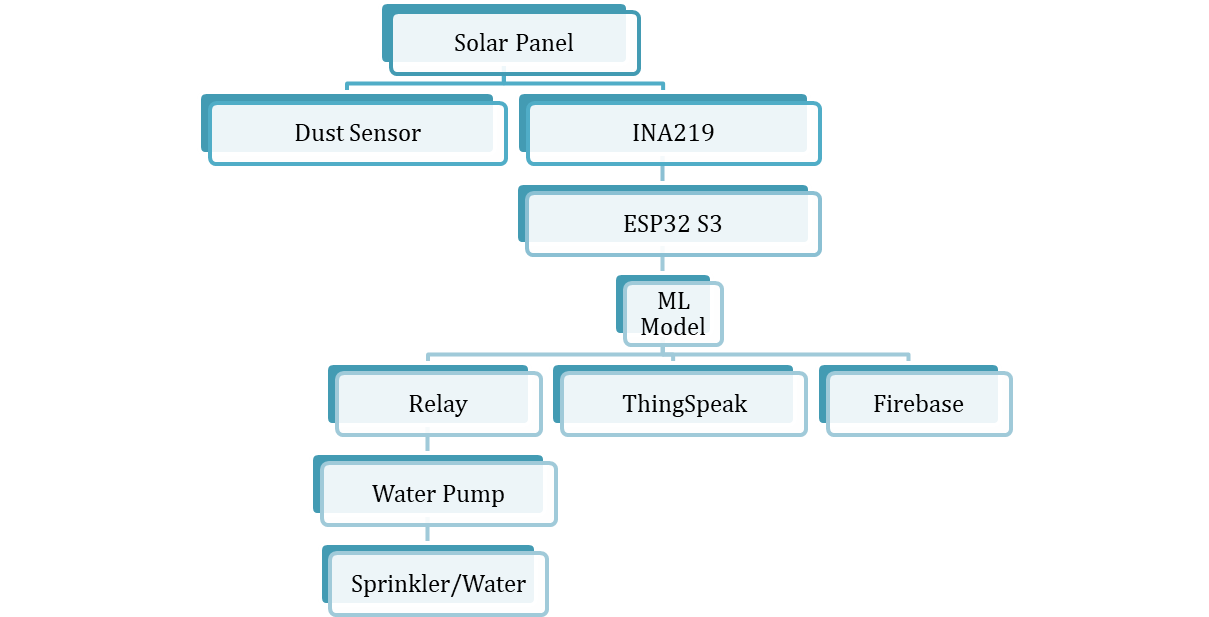 Solar Panel
Dust Sensor
INA219
ESP32 S3
ML
Model
Relay
ThingSpeak
Firebase
Water Pump
Sprinkler/Water